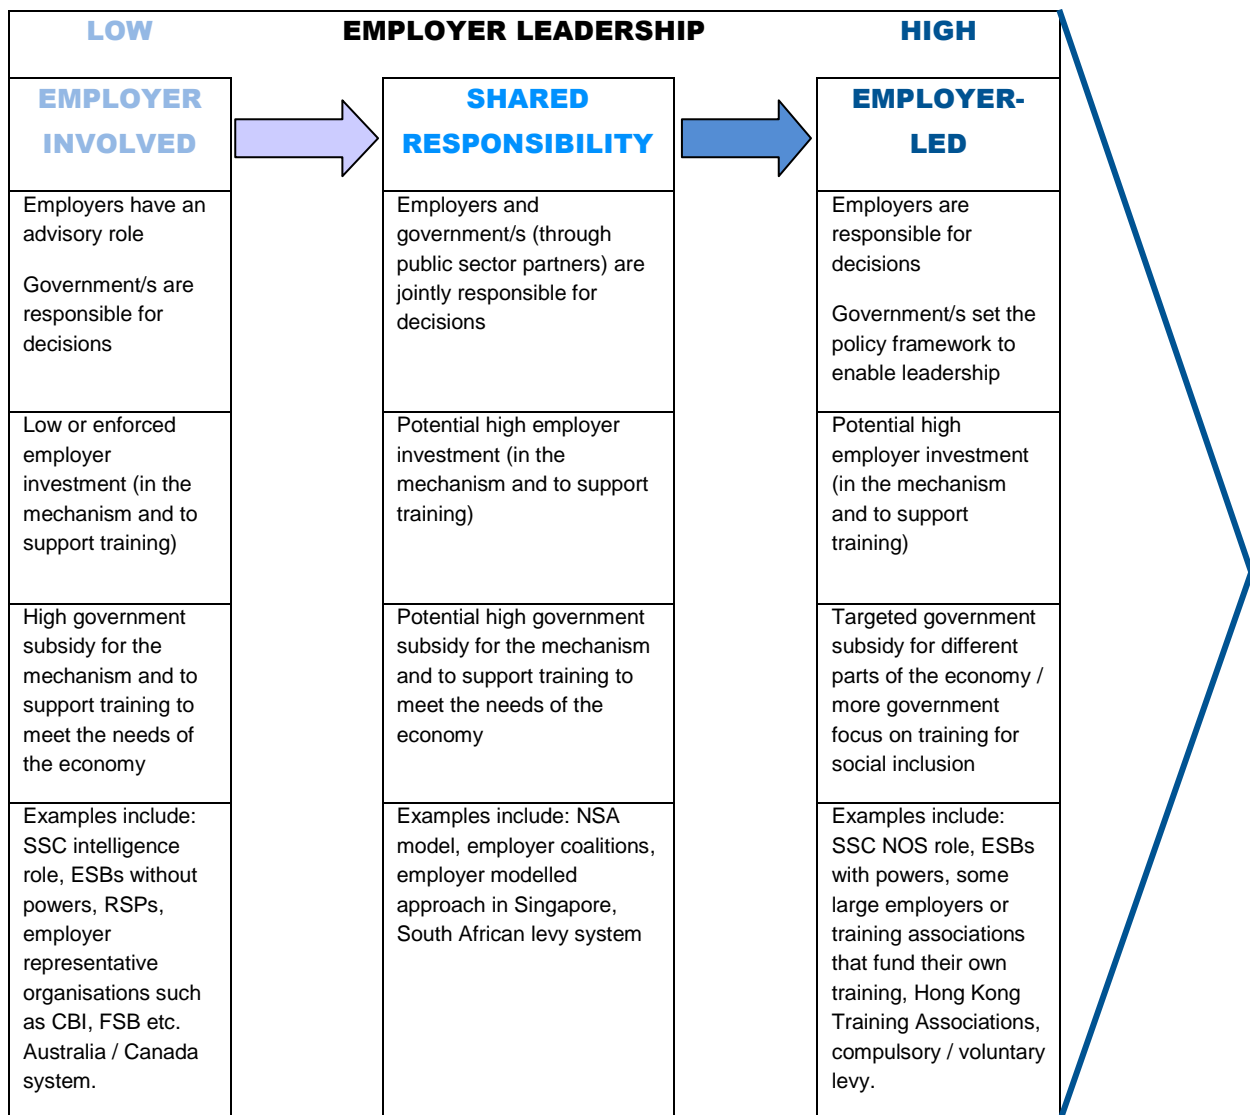 LOW EMPLOYER LEADERSHIP HIGH
EMPLOYER
INVOLVED
SHARED
RESPONSIBILITY
EMPLOYER-
LED
Employers have an
advisory role
Government/s are
responsible for
decisions
Employers and
government/s (through
public sector partners) are
jointly responsible for
decisions
Employers are
responsible for
decisions
Government/s set the
policy framework to
enable leadership
Low or enforced
employer
investment (in the
mechanism and to
support training)
Potential high employer
investment (in the
mechanism and to support
training)
Potential high
employer investment
(in the mechanism
and to support
training)
High government
subsidy for the
mechanism and to
support training to
meet the needs of
the economy
Potential high government
subsidy for the mechanism
and to support training to
meet the needs of the
economy
Targeted government
subsidy for different
parts of the economy /
more government
focus on training for
social inclusion
Examples include:
SSC intelligence
role, ESBs without
powers, RSPs,
employer
representative
organisations such
as CBI, FSB etc.
Australia / Canada
system.
Examples include: NSA
model, employer coalitions,
employer modelled
approach in Singapore,
South African levy system
Examples include:
SSC NOS role, ESBs
with powers, some
large employers or
training associations
that fund their own
training, Hong Kong
Training Associations,
compulsory / voluntary
levy.